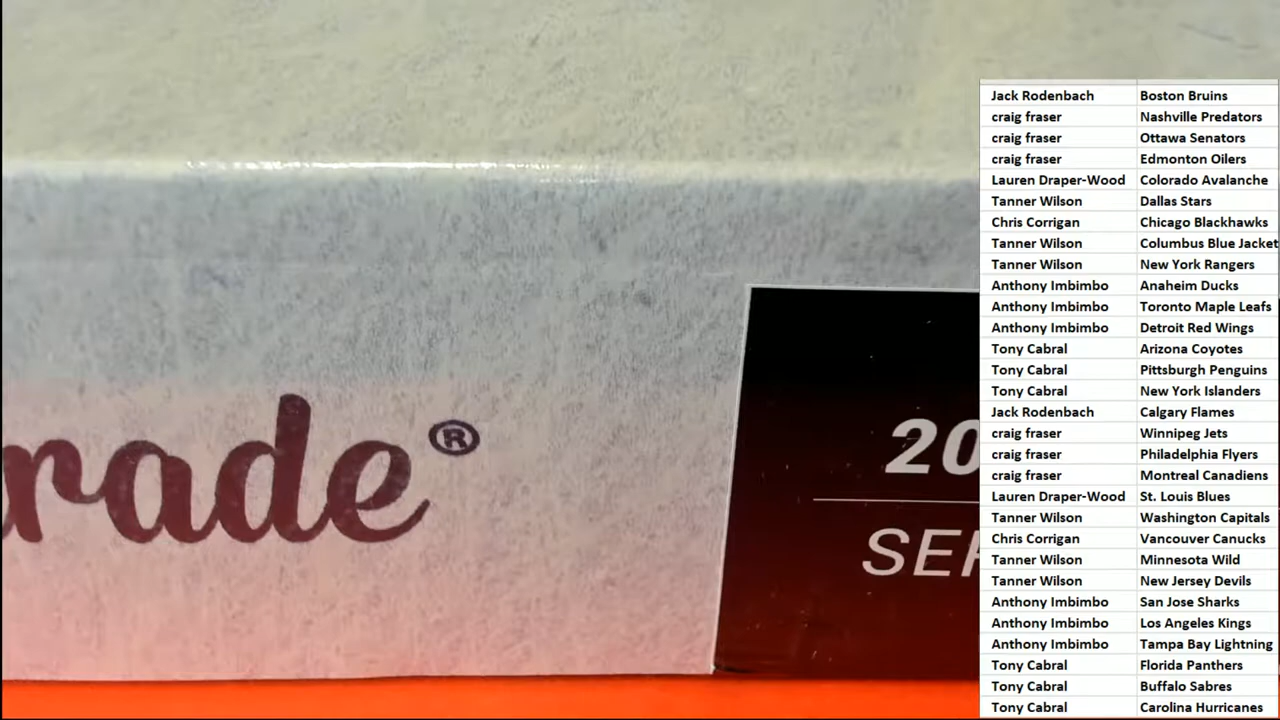 rade®
20
SER
Jack Rodenbach Boston Bruins
craig fraser Nashville Predators
craig fraser Ottawa Senators
craig fraser Edmonton Oilers
Lauren Draper-Wood Colorado Avalanche
Tanner Wilson Dallas Stars
Chris Corrigan Chicago Blackhawks
Tanner Wilson Columbus Blue Jacket
Tanner Wilson New York Rangers
Anthony Imbimbo Anaheim Ducks
Anthony Imbimbo Toronto Maple Leafs
Anthony Imbimbo Detroit Red Wings
Tony Cabral Arizona Coyotes
Tony Cabral Pittsburgh Penguins
Tony Cabral New York Islanders
Jack Rodenbach Calgary Flames
craig fraser Winnipeg Jets
craig fraser Philadelphia Flyers
craig fraser Montreal Canadiens
Lauren Draper-Wood St. Louis Blues
Tanner Wilson Washington Capitals
Chris Corrigan Vancouver Canucks
Tanner Wilson Minnesota Wild
Tanner Wilson New Jersey Devils
Anthony Imbimbo San Jose Sharks
Anthony Imbimbo Los Angeles Kings
Anthony Imbimbo Tampa Bay Lightning
Tony Cabral Florida Panthers
Tony Cabral Buffalo Sabres
Tony Cabral Carolina Hurricanes